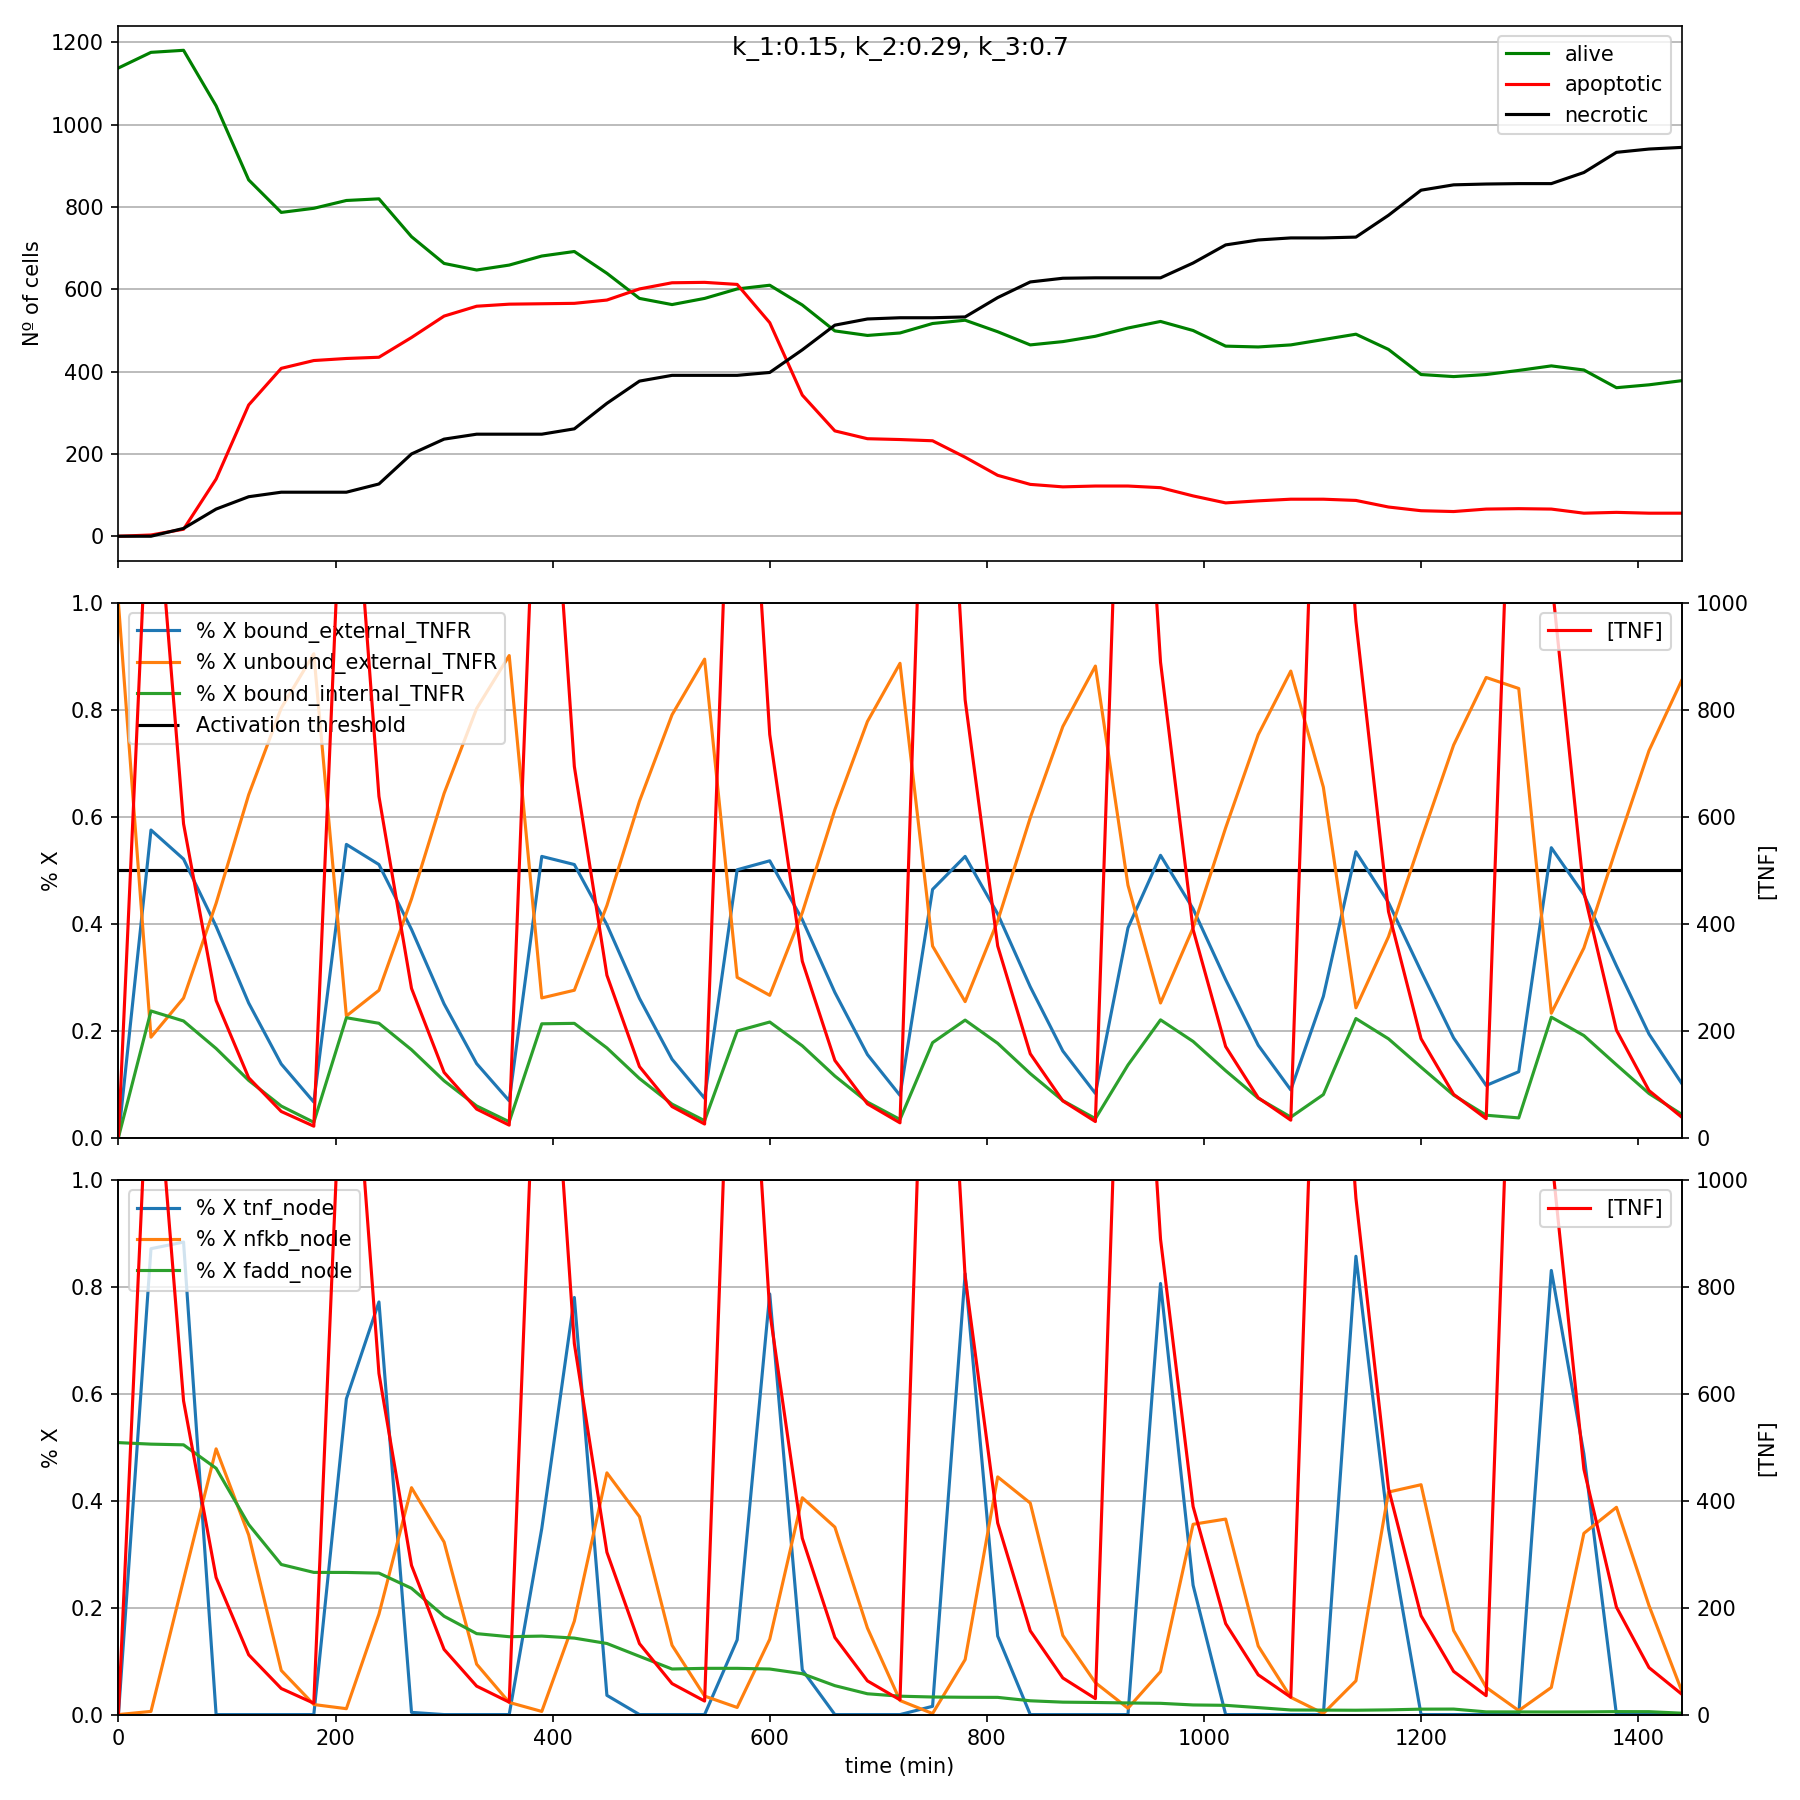 k_1:0.15, k_2:0.29, k_3:0.7
alive
apoptotic
necrotic
Nº of cells
1200
1000
800
600
400
200
0
% X bound_external_TNFR
% X unbound_external_TNFR
% X bound_internal_TNFR
Activation threshold
[TNF]
% X
1.0
0.8
0.6
0.4
0.2
0.0
1000
800
600
400
200
0
[TNF]
% X tnf_node
% X nfkb_node
% X fadd_node
[TNF]
% X
1.0
0.8
0.6
0.4
0.2
0.0
1000
800
600
400
200
0
[TNF]
0 200 400 600 800 1000 1200 1400
time (min)